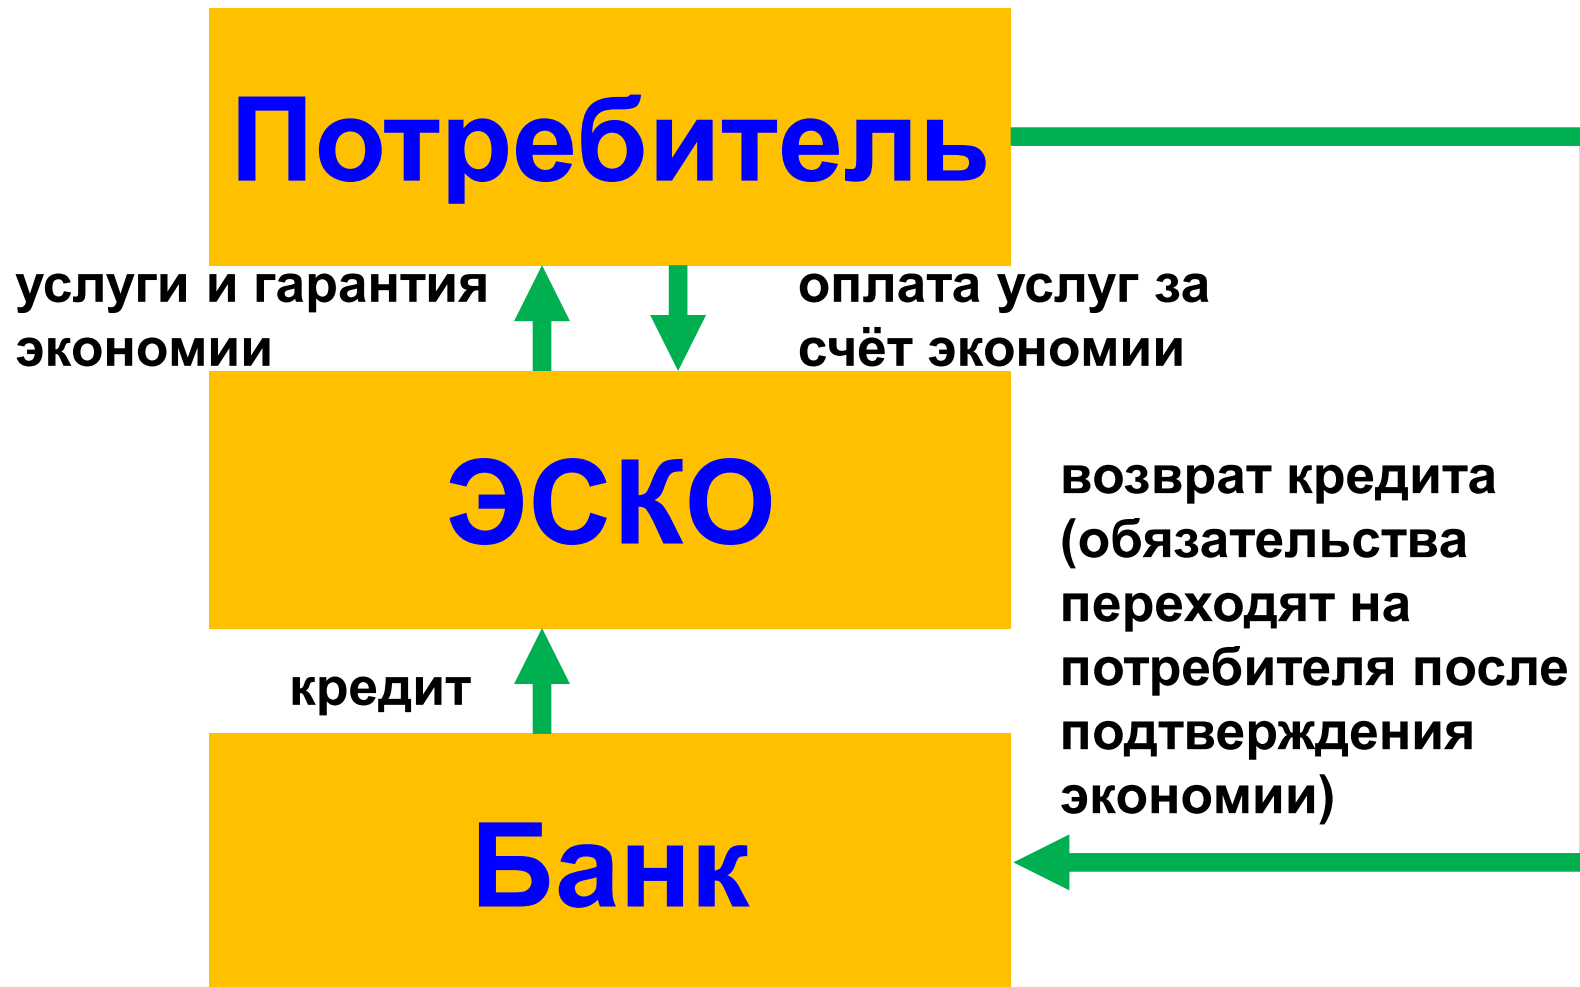 Потребитель
услуги и гарантия
экономии
оплата услуг за
счёт экономии
ЭСКО
возврат кредита
(обязательства
переходят на
потребителя после
подтверждения
экономии)
кредит
Банк